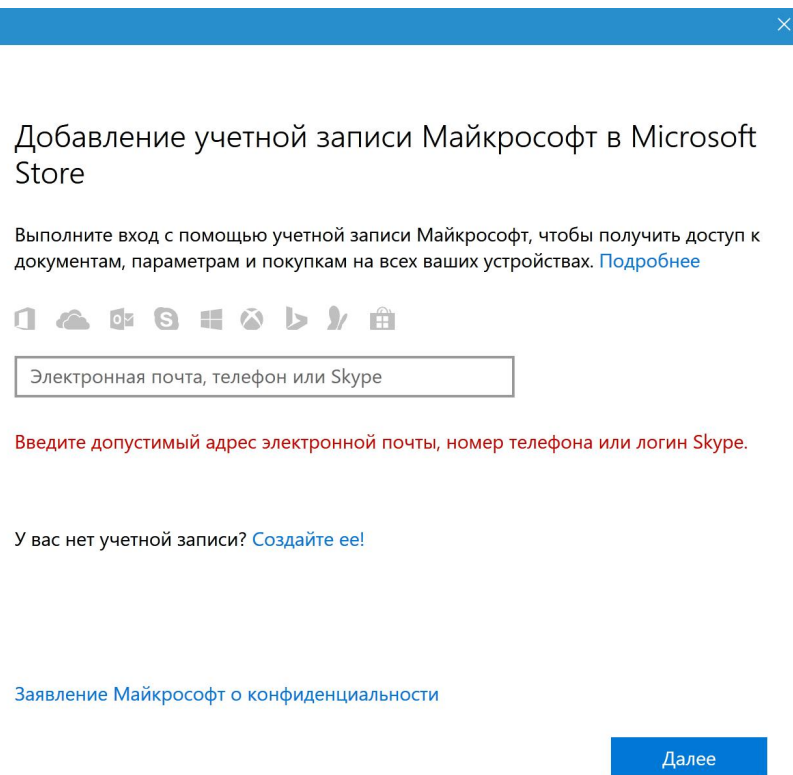 Добавление учетной записи Майкрософт в Microsoft
Store
Выполните вход с помощью учетной записи Майкрософт, чтобы получить доступ к
документам, параметрам и покупкам на всех ваших устройствах. Подробнее
Электронная почта, телефон или Skype
Введите допустимый адрес электронной почты, номер телефона или логин Skype.
У вас нет учетной записи? Создайте ее!
Заявление Майкрософт о конфиденциальности
Далее